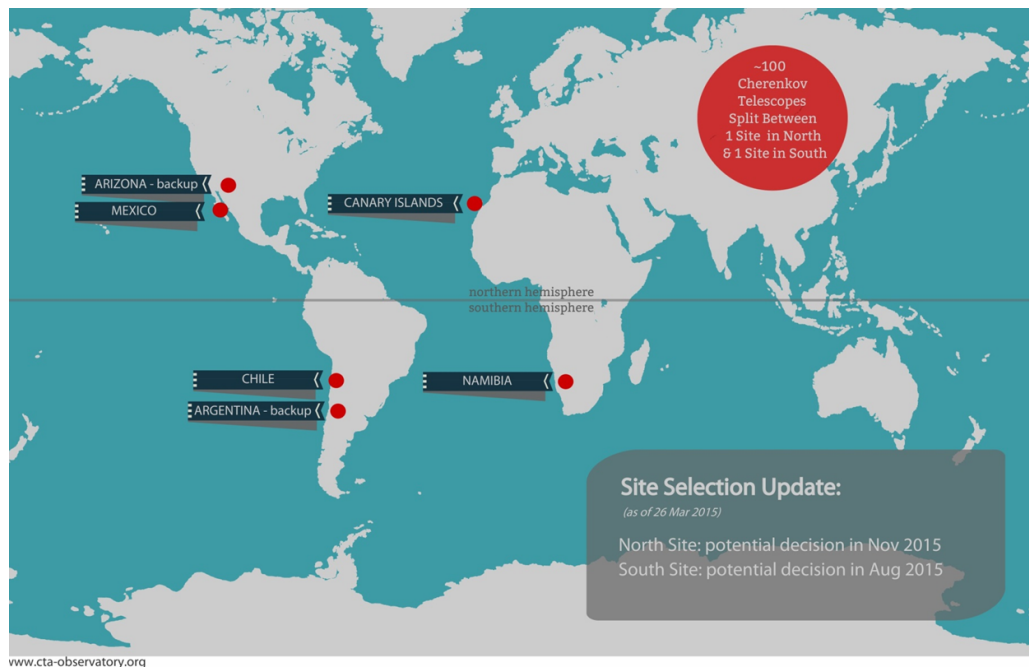 ~100
Cherenkov
Telescopes
Split Between
1 Site in North
& 1 Site in South
ARIZONA - backup
MEXICO
CANARY ISLANDS
northern hemisphere
southern hemisphere
CHILE
NAMIBIA
ARGENTINA - backup
Site Selection Update:
(as of 26 Mar 2015)
North Site: potential decision in Nov 2015
South Site: potential decision in Aug 2015
www.cta-observatory.org